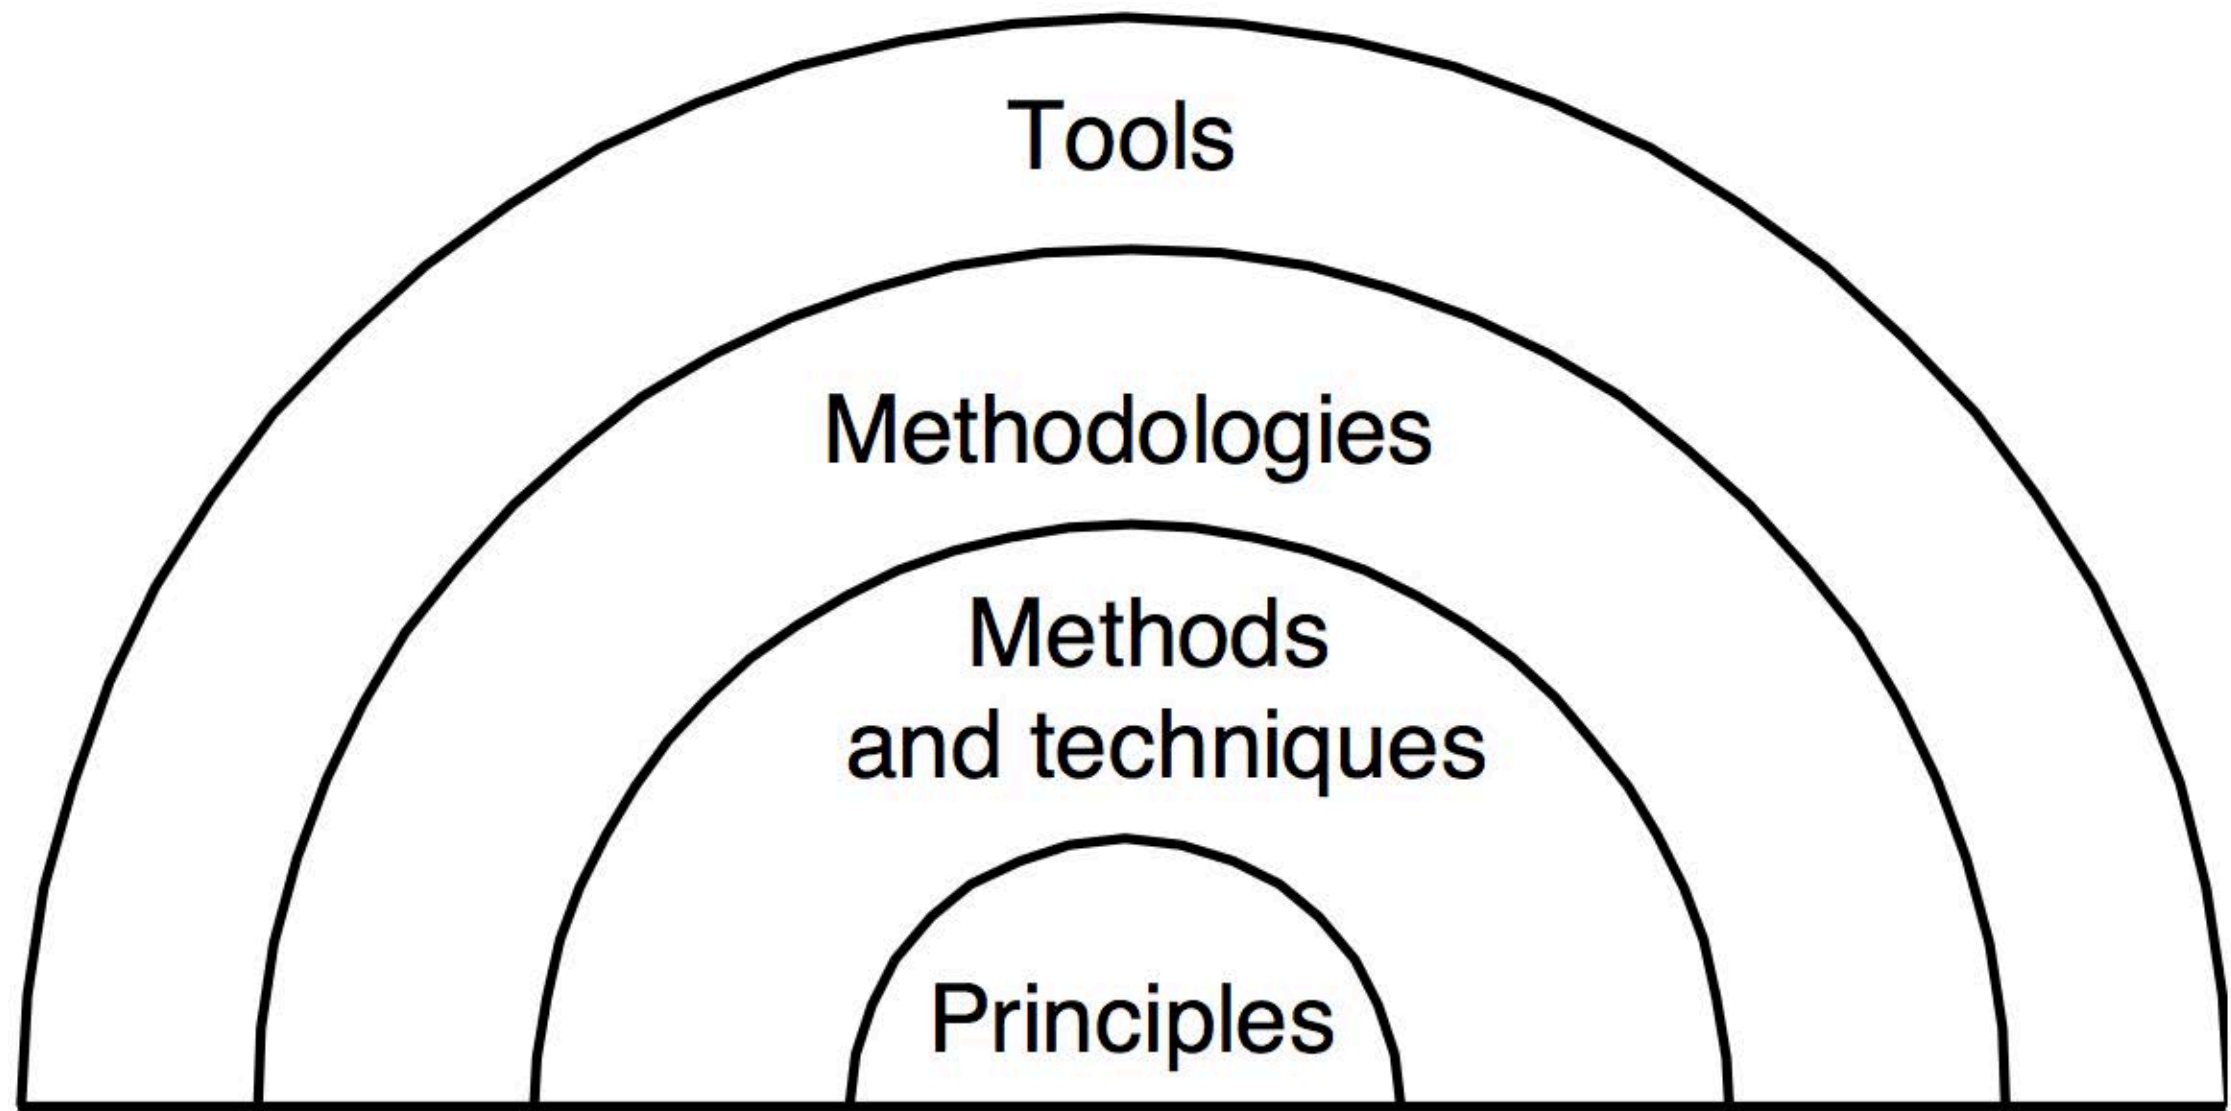 Tools
Methodologies
Methods
and techniques
Principles